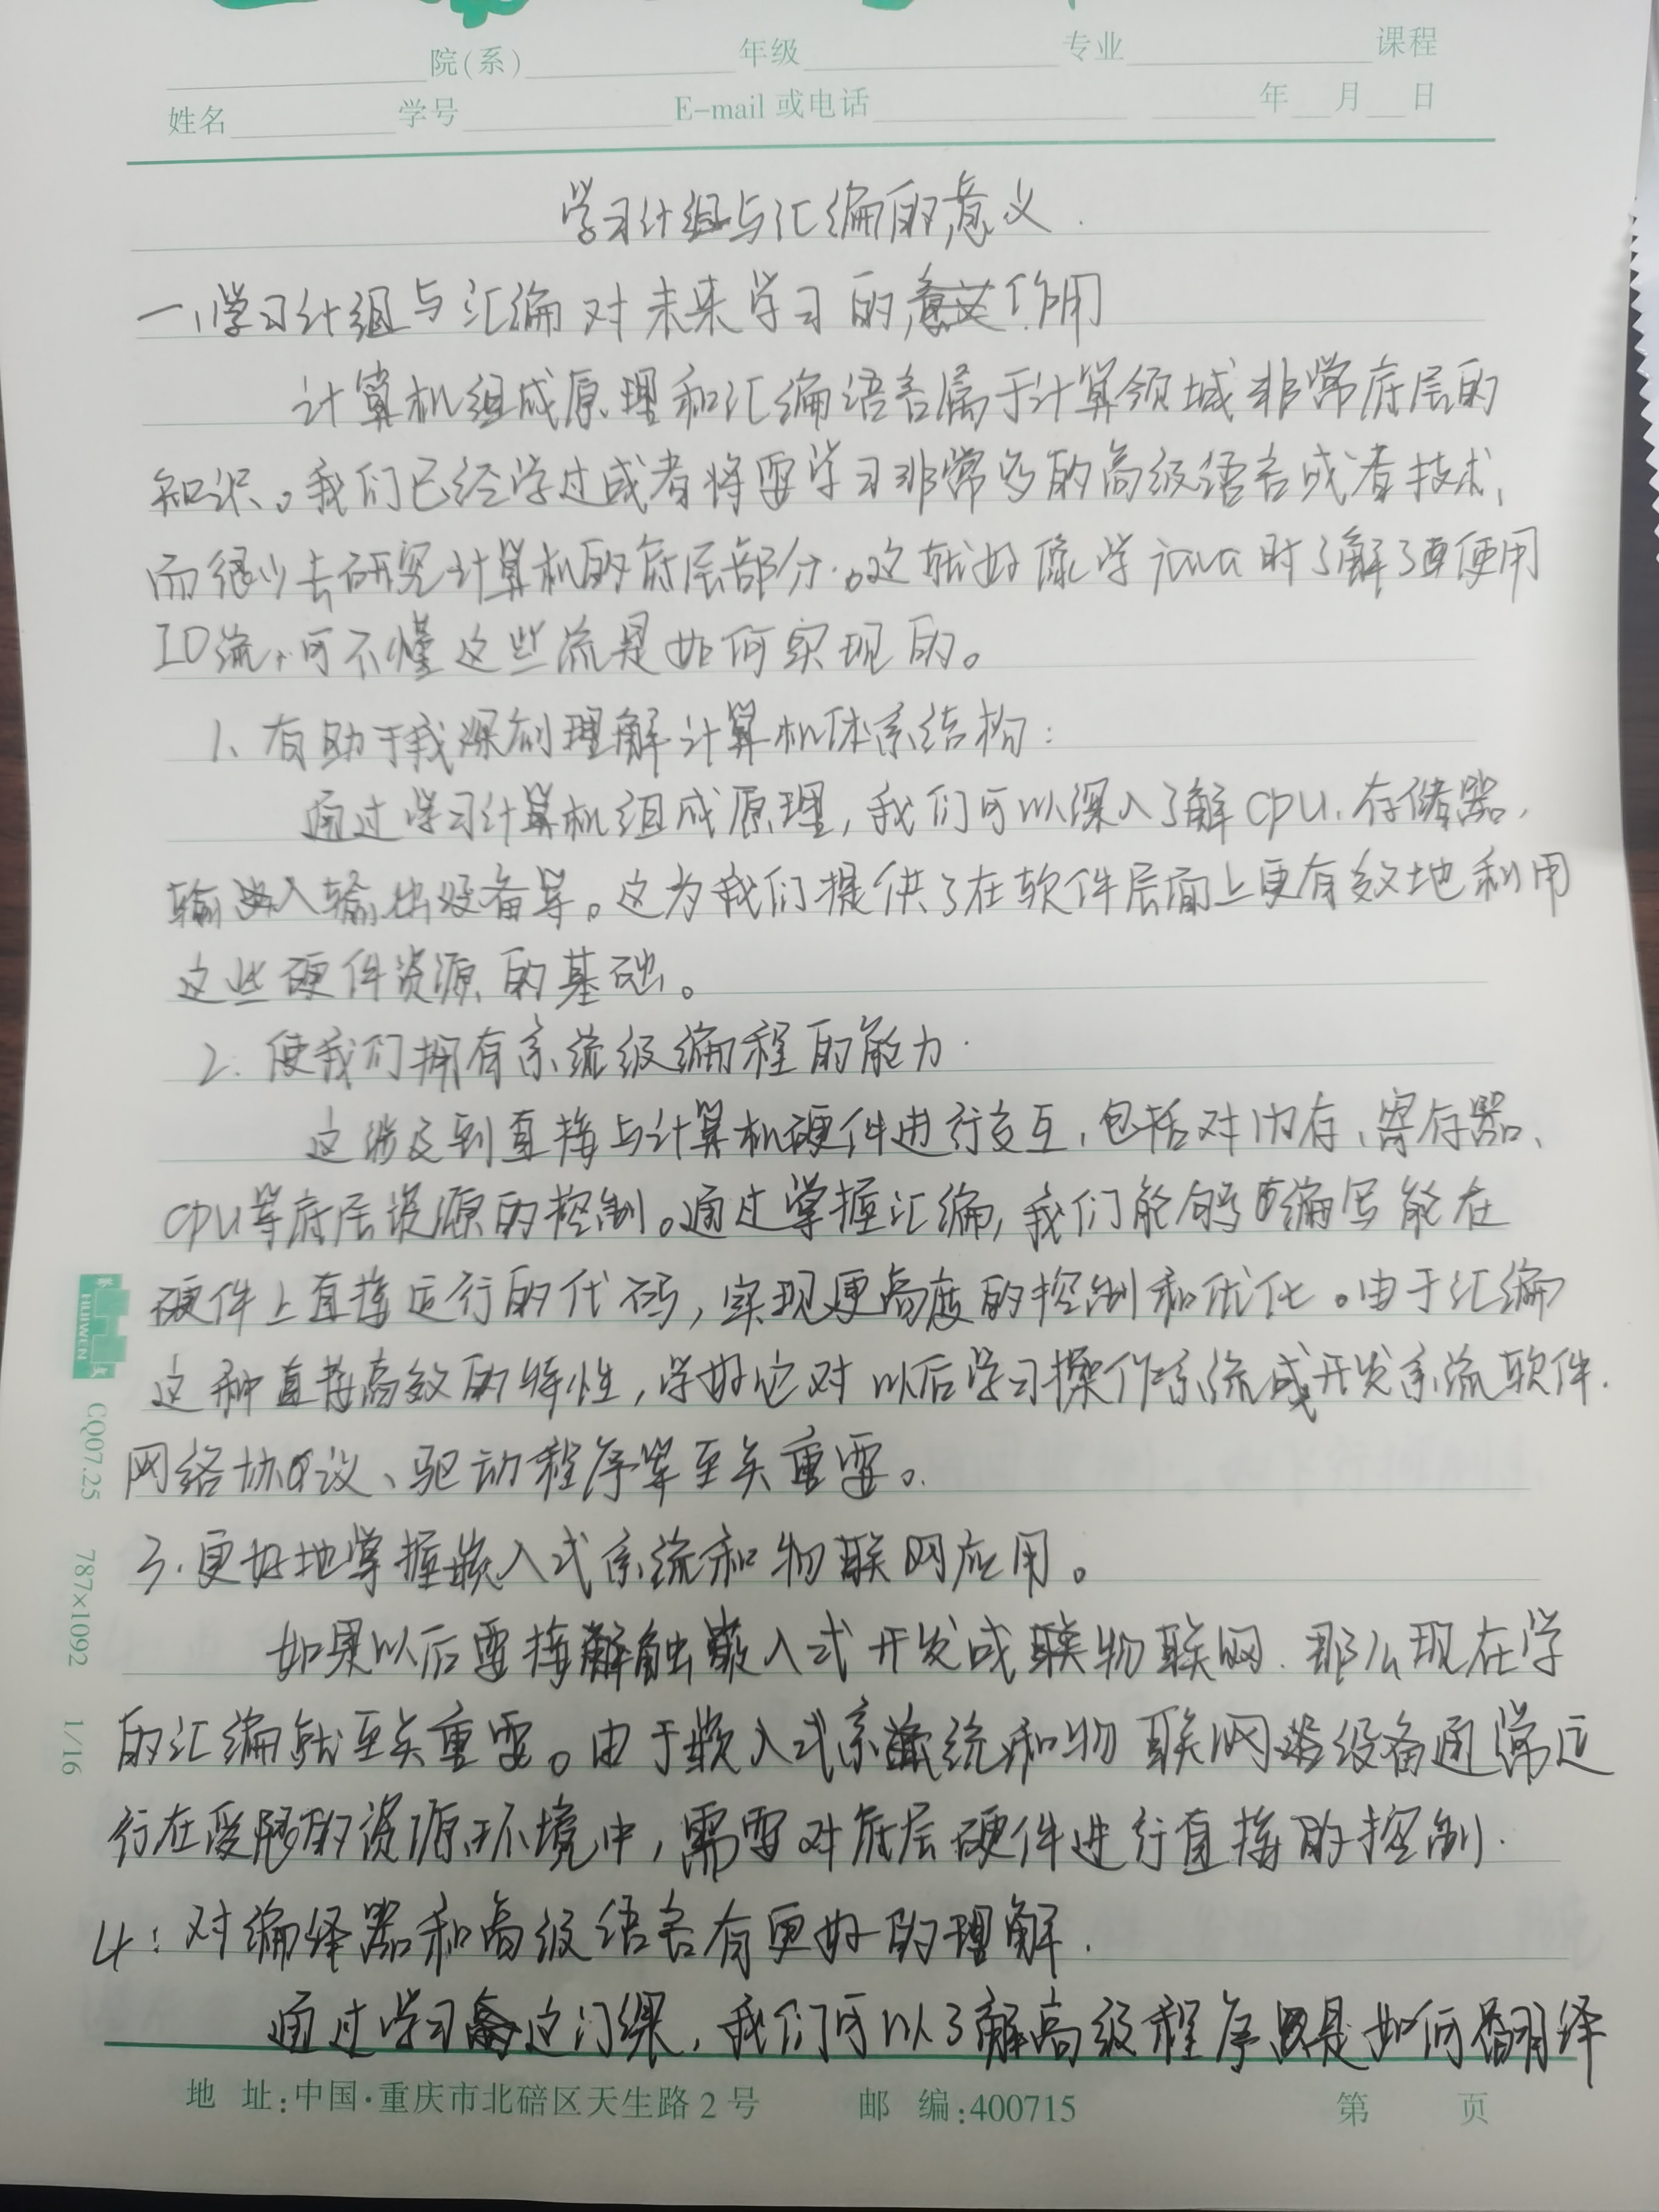 院(系) 年级 专业 课程
姓名 学号 E-mail 或电话 年 月 日
学习计组与汇编的意义.
一、学习计组与汇编对未来学习的作用
计算机组成原理和汇编语言属于计算领域非常底层的
知识。我们已经学过或者将要学习非常多的高级语言或者技术,
而很少去研究计算机的底层部分。这就好像学java时了解了要使用
IO流,可不懂这些流是如何实现的。
1、有助于我深刻理解计算机体系结构:
通过学习计算机组成原理,我们可以深入了解CPU、存储器、
输入输出设备等。这为我们提供了在软件层面上更有效地利用
这些硬件资源的基础。
2. 使我们拥有系统级编程的能力.
这涉及到直接与计算机硬件进行交互,包括对内存、寄存器、
CPU等底层资源的控制。通过掌握汇编,我们能够编写能在
硬件上直接运行的代码,实现更高度的控制和优化。由于汇编
这种直接高效的特性,学好它对以后学习操作系统或开发系统软件.
网络协议、驱动程序等至关重要。
3.更好地掌握嵌入式系统和物联网应用。
如果以后要接触嵌入式开发或物联网.那么现在学
的汇编就至关重要。由于嵌入式系统和物联网设备通常运
行在受限的资源环境中,需要对底层硬件进行直接的控制.
4:对编译器和高级语言有更好的理解.
通过学习这门课,我们可以了解高级程序是如何翻译
地 址:中国·重庆市北碚区天生路2号 邮 编:400715 第 页
HUIWEN
CQ07.25 787×1092 1/16